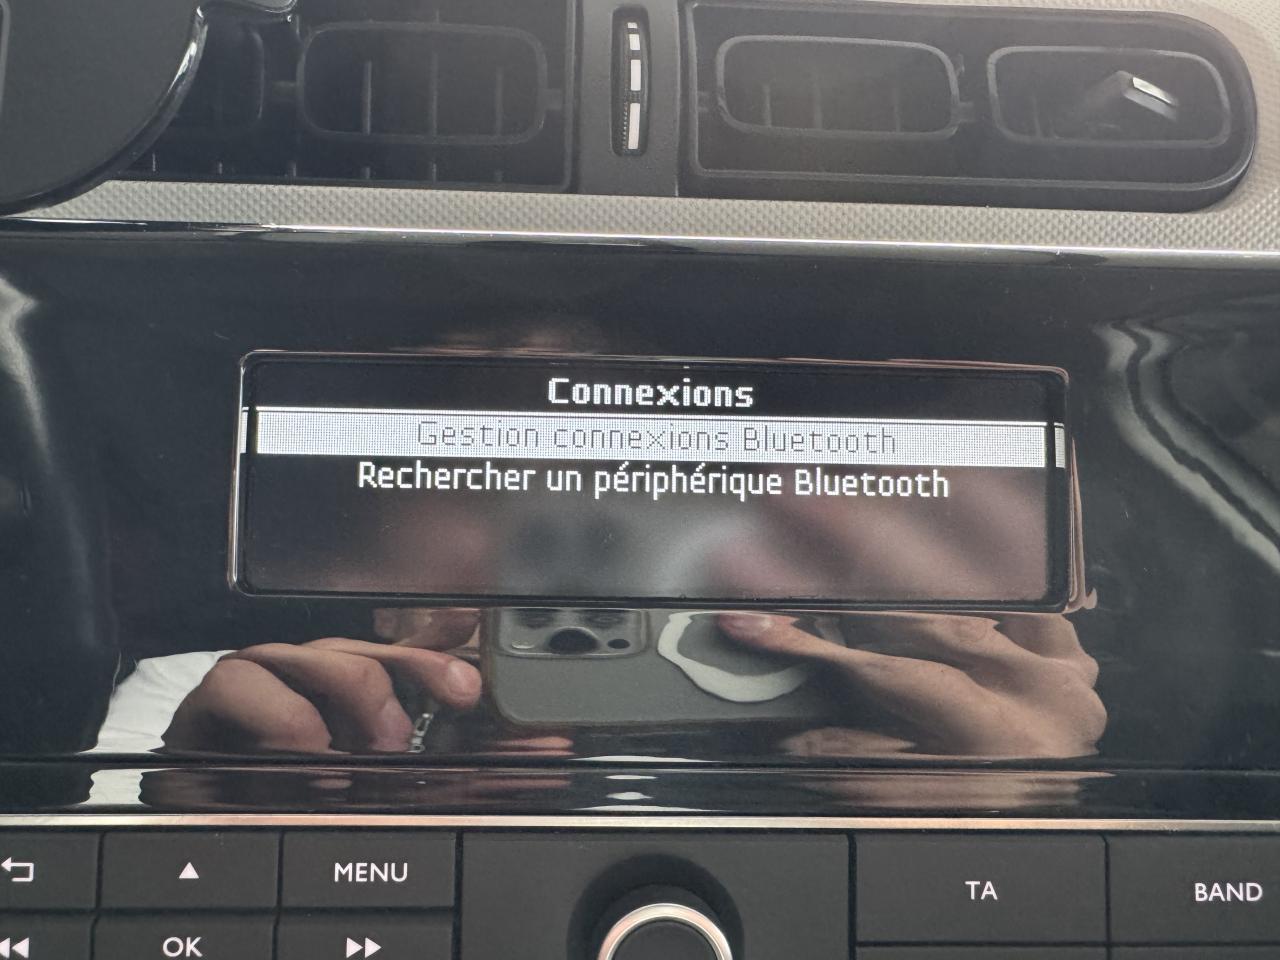 Connexions
Gestion connexions Bluetooth
Rechercher un périphérique Bluetooth
MENU
TA
BAND
OK